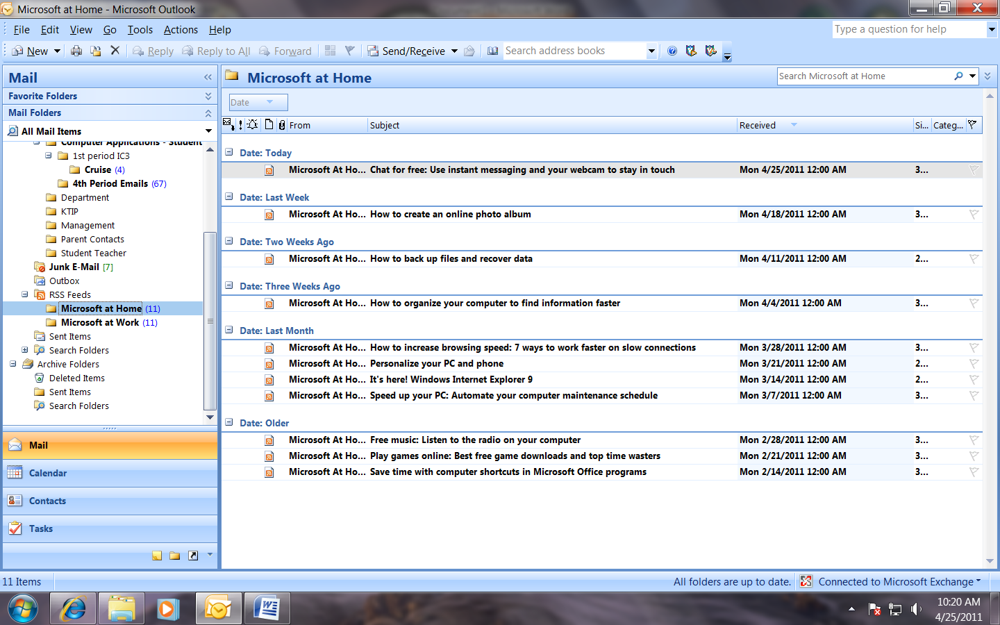 Microsoft at Home - Microsoft Outlook
File Edit View Go Tools Actions Help
Type a question for help
New Reply Reply to All Forward Send/Receive Search address books
Mail
Favorite Folders
Mail Folders
All Mail Items
Computer Applications - Student
1st period IC3
Cruise (4)
4th Period Emails (67)
Department
KTIP
Management
Parent Contacts
Student Teacher
Junk E-Mail [7]
Outbox
RSS Feeds
Microsoft at Home (11)
Microsoft at Work (11)
Sent Items
Search Folders
Archive Folders
Deleted Items
Sent Items
Search Folders
Mail
Calendar
Contacts
Tasks
Microsoft at Home
Search Microsoft at Home
Date
From Subject Received Si... Categ...
Date: Today
Microsoft At Ho... Chat for free: Use instant messaging and your webcam to stay in touch Mon 4/25/2011 12:00 AM 3...
Date: Last Week
Microsoft At Ho... How to create an online photo album Mon 4/18/2011 12:00 AM 3...
Date: Two Weeks Ago
Microsoft At Ho... How to back up files and recover data Mon 4/11/2011 12:00 AM 2...
Date: Three Weeks Ago
Microsoft At Ho... How to organize your computer to find information faster Mon 4/4/2011 12:00 AM 3...
Date: Last Month
Microsoft At Ho... How to increase browsing speed: 7 ways to work faster on slow connections Mon 3/28/2011 12:00 AM 3...
Microsoft At Ho... Personalize your PC and phone Mon 3/21/2011 12:00 AM 2...
Microsoft At Ho... It's here! Windows Internet Explorer 9 Mon 3/14/2011 12:00 AM 2...
Microsoft At Ho... Speed up your PC: Automate your computer maintenance schedule Mon 3/7/2011 12:00 AM 3...
Date: Older
Microsoft At Ho... Free music: Listen to the radio on your computer Mon 2/28/2011 12:00 AM 3...
Microsoft At Ho... Play games online: Best free game downloads and top time wasters Mon 2/21/2011 12:00 AM 3...
Microsoft At Ho... Save time with computer shortcuts in Microsoft Office programs Mon 2/14/2011 12:00 AM 3...
11 Items
All folders are up to date. Connected to Microsoft Exchange
10:20 AM
4/25/2011